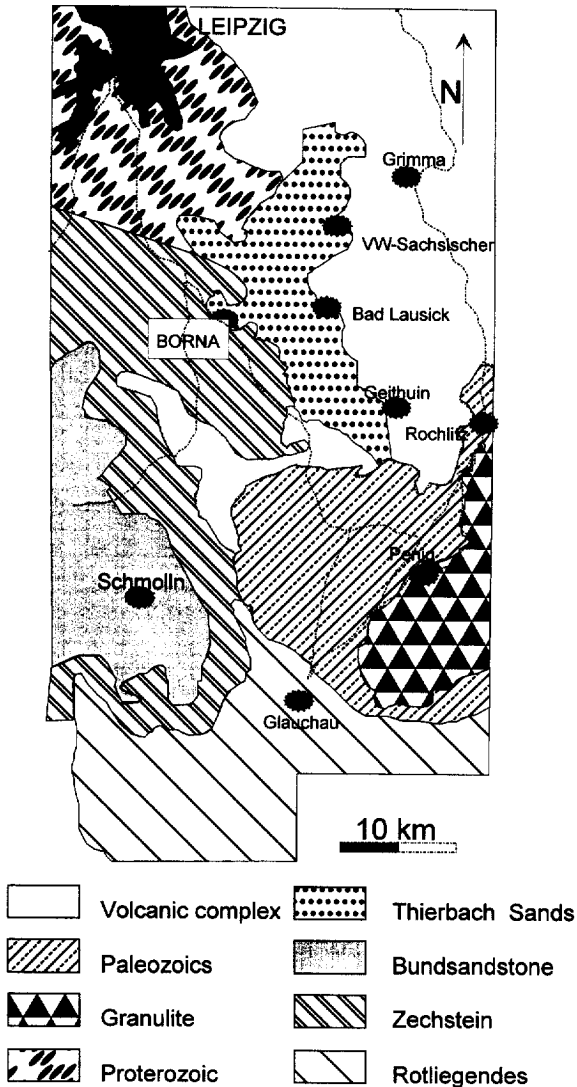 LEIPZIG
N
Grimma
VW-Sachsischer
Bad Lausick
BORNA
Geithuin
Rochlitz
Penig
Schmolln
Glauchau
10 km
Volcanic complex
Thierbach Sands
Paleozoics
Bundsandstone
Granulite
Zechstein
Proterozoic
Rotliegendes